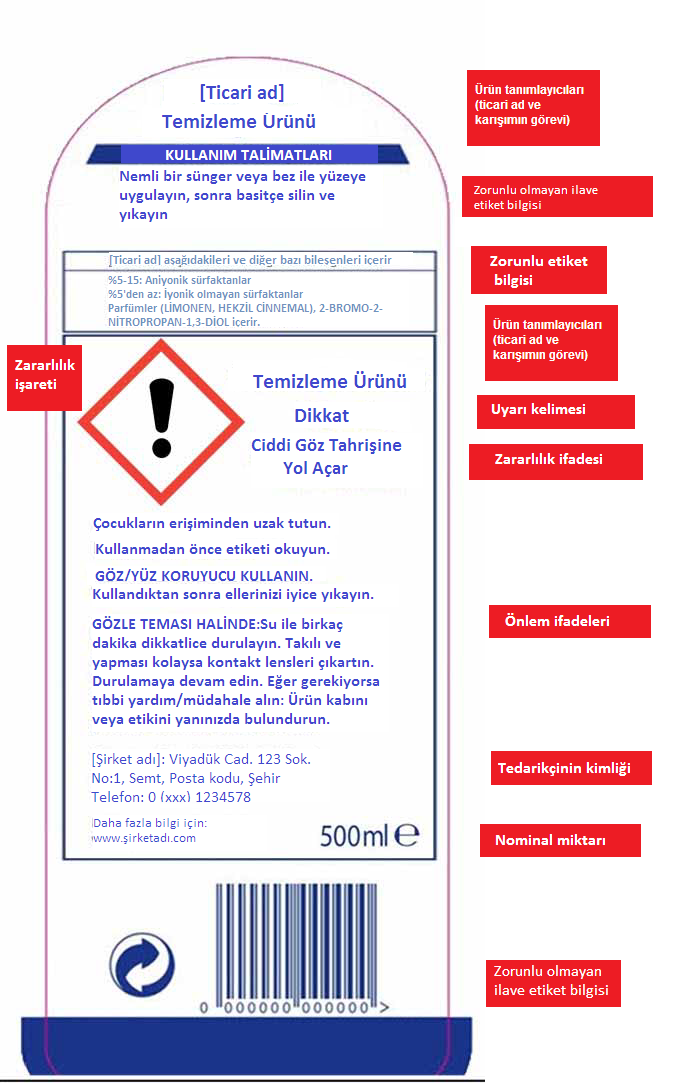 [Ticari ad]
Temizleme Ürünü
Ürün tanımlayıcıları
(ticari ad ve
karışımın görevi)
KULLANIM TALİMATLARI
Nemli bir sünger veya bez ile yüzeye
uygulayın, sonra basitçe silin ve
yıkayın
Zorunlu olmayan ilave
etiket bilgisi
[Ticari ad] aşağıdakileri ve diğer bazı bileşenleri içerir
%5-15: Aniyonik sürfaktanlar
%5'den az: İyonik olmayan sürfaktanlar
Parfümler (LİMONEN, HEKZİL CİNNEMAL), 2-BROMO-2-
NİTROPROPAN-1,3-DİOL içerir.
Zorunlu etiket
bilgisi
Ürün tanımlayıcıları
(ticari ad ve
karışımın görevi)
Zararlılık
işareti
Temizleme Ürünü
Dikkat
Uyarı kelimesi
Ciddi Göz Tahrişine
Yol Açar
Zararlılık ifadesi
Çocukların erişiminden uzak tutun.
Kullanmadan önce etiketi okuyun.
GÖZ/YÜZ KORUYUCU KULLANIN.
Kullandıktan sonra ellerinizi iyice yıkayın.
GÖZLE TEMASI HALİNDE:Su ile birkaç
dakika dikkatlice durulayın. Takılı ve
yapması kolaysa kontakt lensleri çıkartın.
Durulamaya devam edin. Eğer gerekiyorsa
tıbbi yardım/müdahale alın: Ürün kabını
veya etikini yanınızda bulundurun.
Önlem ifadeleri
[Şirket adı]: Viyadük Cad. 123 Sok.
No:1, Semt, Posta kodu, Şehir
Telefon: 0 (xxx) 1234578
Tedarikçinin kimliği
Daha fazla bilgi için:
www.şirketadı.com
500ml e
Nominal miktarı
0 000000 000000 >
Zorunlu olmayan
ilave etiket bilgisi